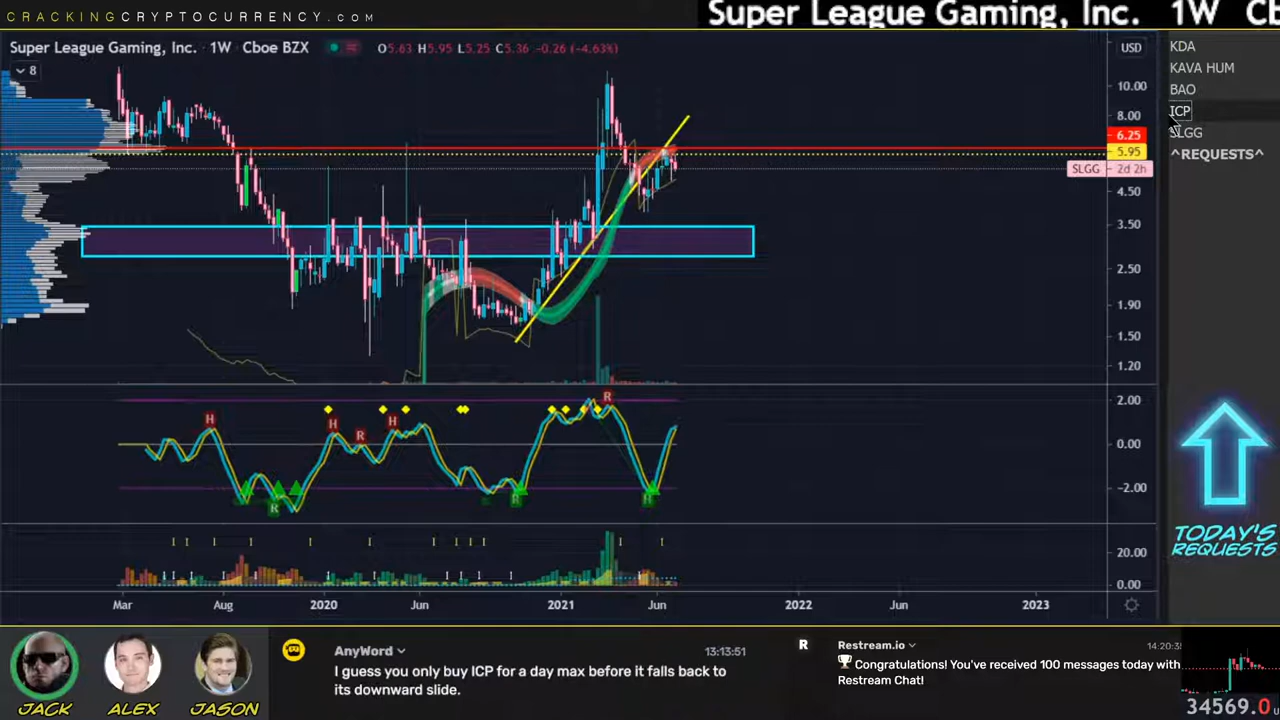 CRACKINGCRYPTOCURRENCY.com
Super League Gaming, Inc. 1W Cb
Super League Gaming, Inc. · 1W · Cboe BZX
O5.63 H5.95 L5.25 C5.36 -0.26 (-4.63%)
8
USD
10.00
8.00
6.25
5.95
SLGG 2d 2h
4.50
3.50
2.50
1.90
1.50
1.20
KDA
KAVA HUM
BAO
ICP
SLGG
^REQUESTS^
H
R
H
R
H
R
R
H
2.00
0.00
-2.00
20.00
0.00
Mar Aug 2020 Jun 2021 Jun 2022 Jun 2023
TODAY'S
REQUESTS
JACK ALEX JASON
AnyWord 13:13:51
I guess you only buy ICP for a day max before it falls back to
its downward slide.
R Restream.io 14:20:3
Congratulations! You've received 100 messages today with
Restream Chat!
34569.0 U